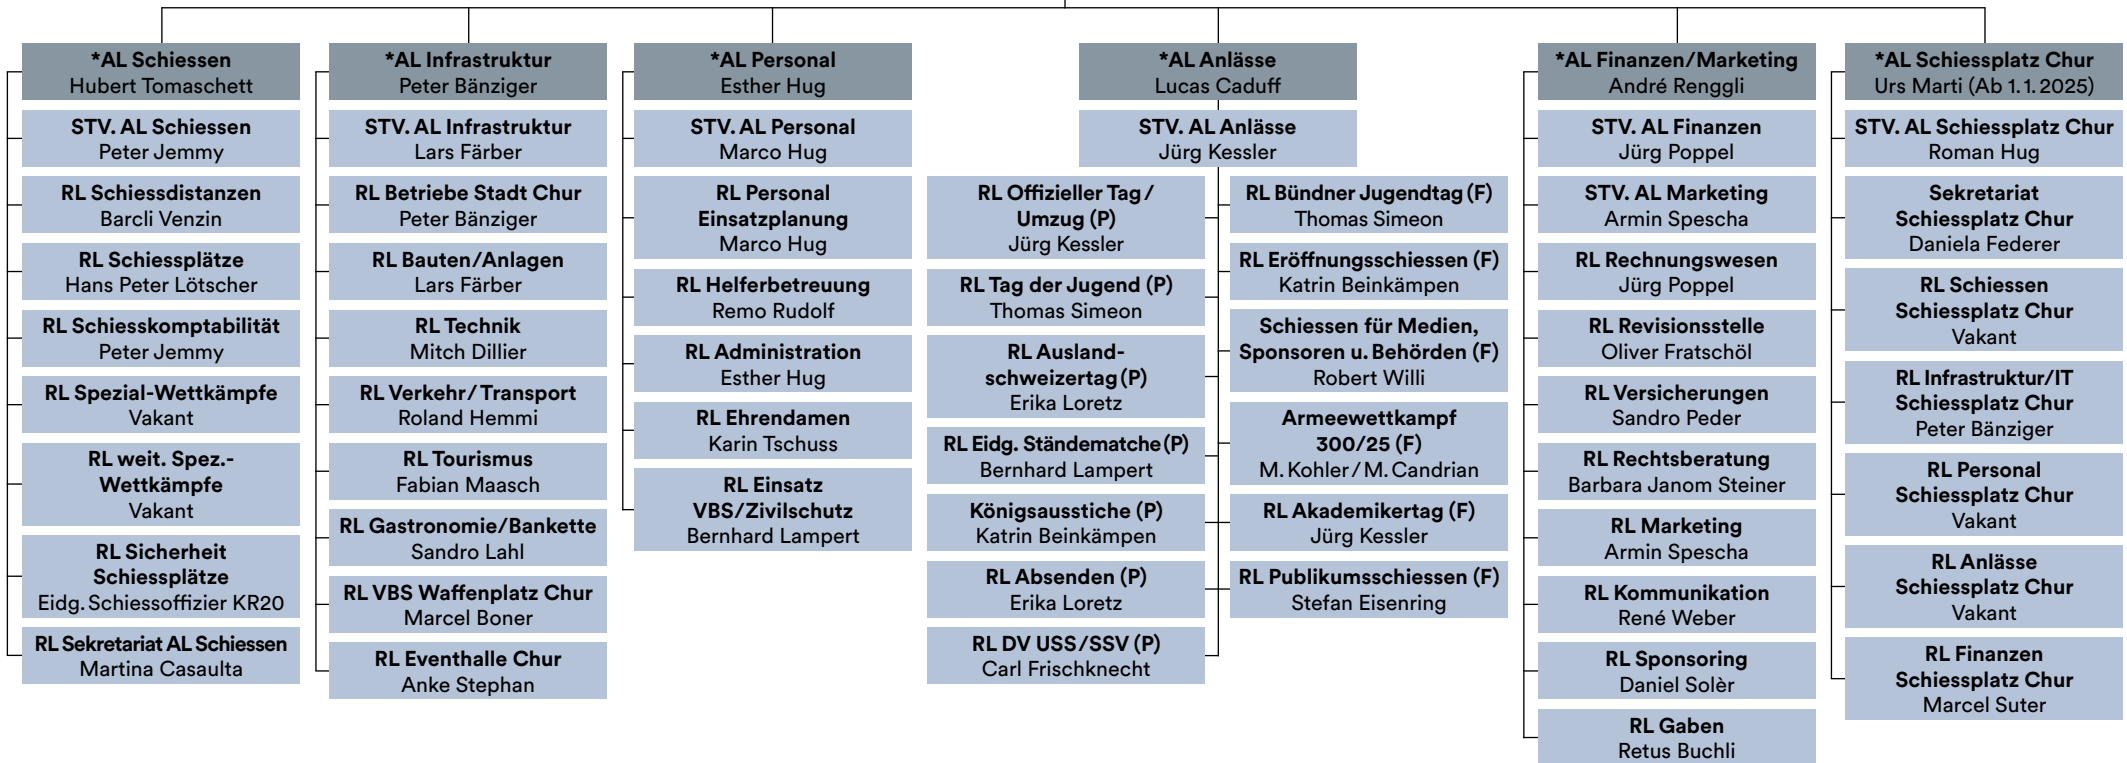 *AL Schiessen
Hubert Tomaschett
STV. AL Schiessen
Peter Jemmy
RL Schiessdistanzen
Barcli Venzin
RL Schiessplätze
Hans Peter Lötscher
RL Schiesskomptabilität
Peter Jemmy
RL Spezial-Wettkämpfe
Vakant
RL weit. Spez.-
Wettkämpfe
Vakant
RL Sicherheit
Schiessplätze
Eidg. Schiessoffizier KR20
RL Sekretariat AL Schiessen
Martina Casaulta
*AL Infrastruktur
Peter Bänziger
STV. AL Infrastruktur
Lars Färber
RL Betriebe Stadt Chur
Peter Bänziger
RL Bauten/Anlagen
Lars Färber
RL Technik
Mitch Dillier
RL Verkehr/Transport
Roland Hemmi
RL Tourismus
Fabian Maasch
RL Gastronomie/Bankette
Sandro Lahl
RL VBS Waffenplatz Chur
Marcel Boner
RL Eventhalle Chur
Anke Stephan
*AL Personal
Esther Hug
STV. AL Personal
Marco Hug
RL Personal
Einsatzplanung
Marco Hug
RL Helferbetreuung
Remo Rudolf
RL Administration
Esther Hug
RL Ehrendamen
Karin Tschuss
RL Einsatz
VBS/Zivilschutz
Bernhard Lampert
*AL Anlässe
Lucas Caduff
STV. AL Anlässe
Jürg Kessler
RL Offizieller Tag/
Umzug (P)
Jürg Kessler
RL Tag der Jugend (P)
Thomas Simeon
RL Ausland-
schweizertag (P)
Erika Loretz
RL Eidg. Ständematche (P)
Bernhard Lampert
Königsausstiche (P)
Katrin Beinkämpen
RL Absenden (P)
Erika Loretz
RL DV USS/SSV (P)
Carl Frischknecht
RL Bündner Jugendtag (F)
Thomas Simeon
RL Eröffnungsschiessen (F)
Katrin Beinkämpen
Schiessen für Medien,
Sponsoren u. Behörden (F)
Robert Willi
Armeewettkampf
300/25 (F)
M. Kohler/M. Candrian
RL Akademikertag (F)
Jürg Kessler
RL Publikumsschiessen (F)
Stefan Eisenring
*AL Finanzen/Marketing
André Renggli
STV. AL Finanzen
Jürg Poppel
STV. AL Marketing
Armin Spescha
RL Rechnungswesen
Jürg Poppel
RL Revisionsstelle
Oliver Fratschöl
RL Versicherungen
Sandro Peder
RL Rechtsberatung
Barbara Janom Steiner
RL Marketing
Armin Spescha
RL Kommunikation
René Weber
RL Sponsoring
Daniel Solèr
RL Gaben
Retus Buchli
*AL Schiessplatz Chur
Urs Marti (Ab 1.1.2025)
STV. AL Schiessplatz Chur
Roman Hug
Sekretariat
Schiessplatz Chur
Daniela Federer
RL Schiessen
Schiessplatz Chur
Vakant
RL Infrastruktur/IT
Schiessplatz Chur
Peter Bänziger
RL Personal
Schiessplatz Chur
Vakant
RL Anlässe
Schiessplatz Chur
Vakant
RL Finanzen
Schiessplatz Chur
Marcel Suter